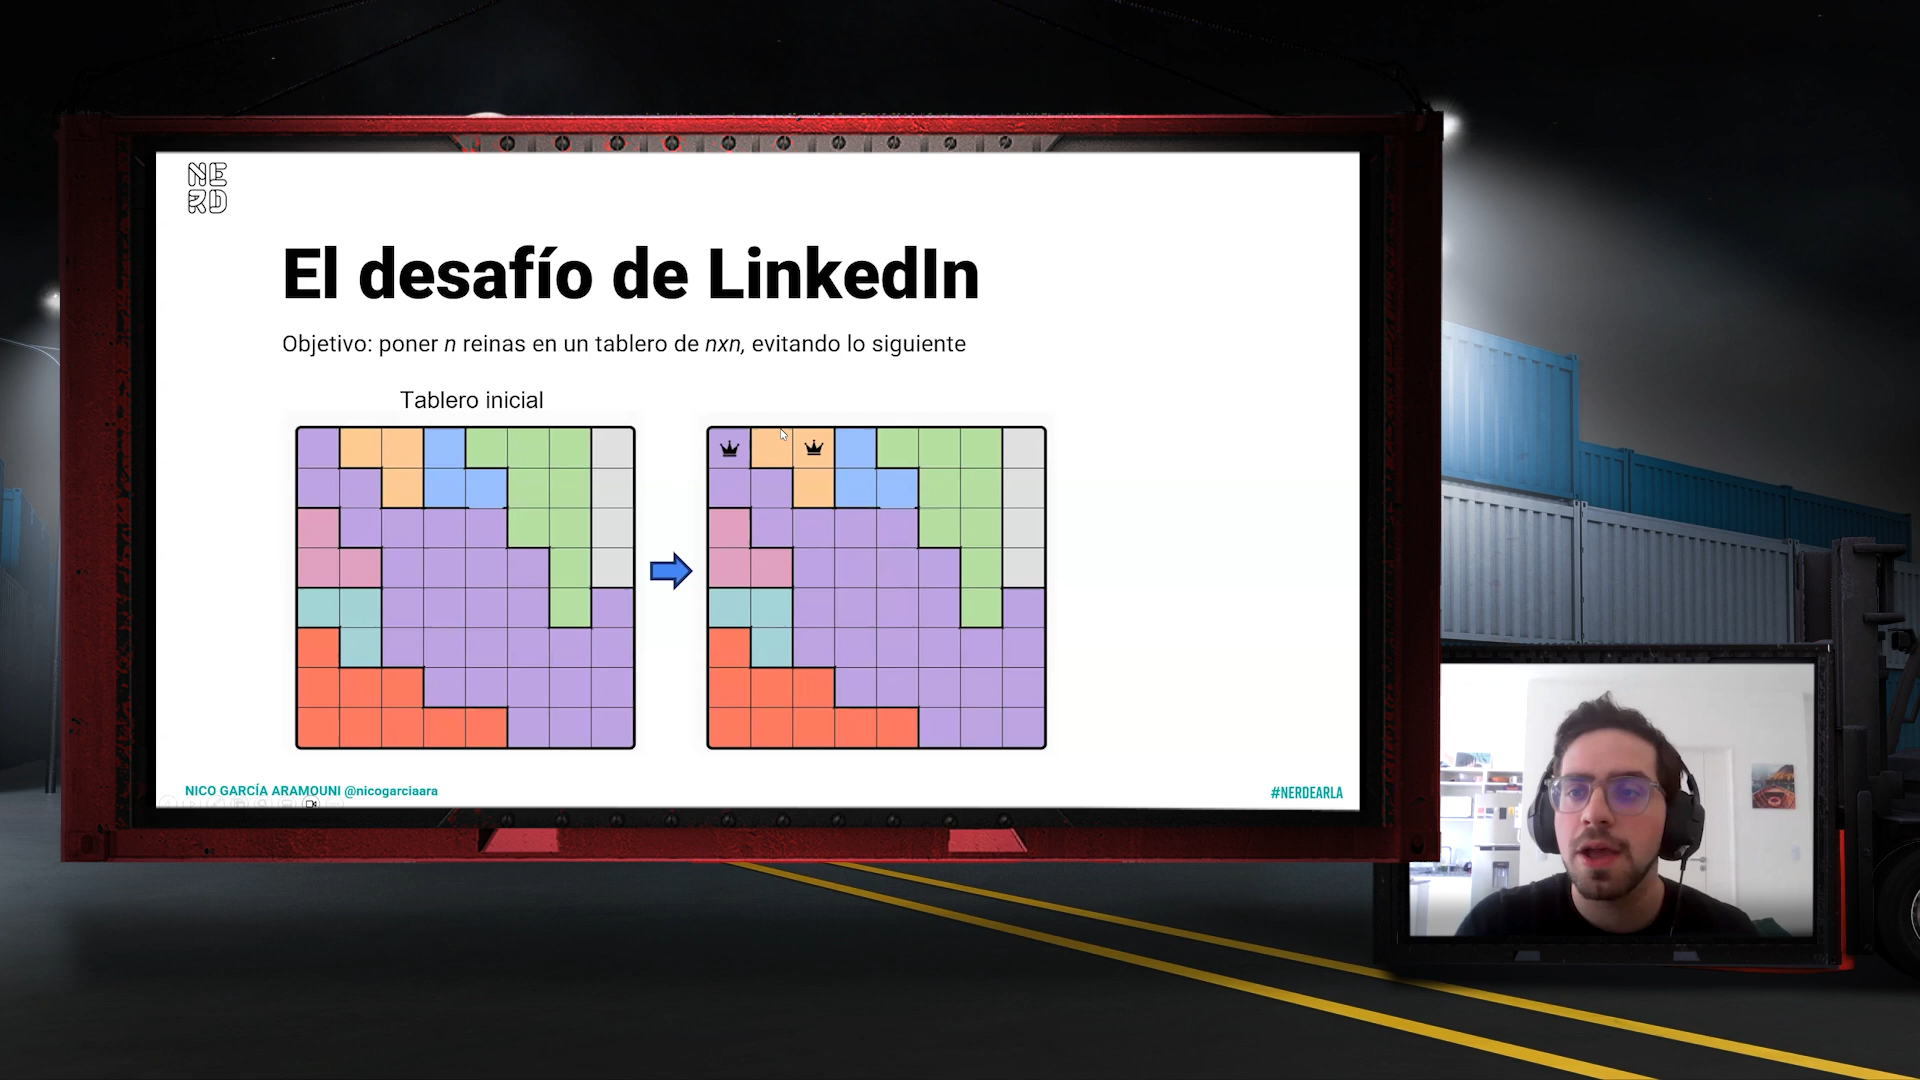 NE
RD
El desafío de LinkedIn
Objetivo: poner n reinas en un tablero de nxn, evitando lo siguiente
Tablero inicial
NICO GARCÍA ARAMOUNI @nicogarciaara
#NERDEARLA